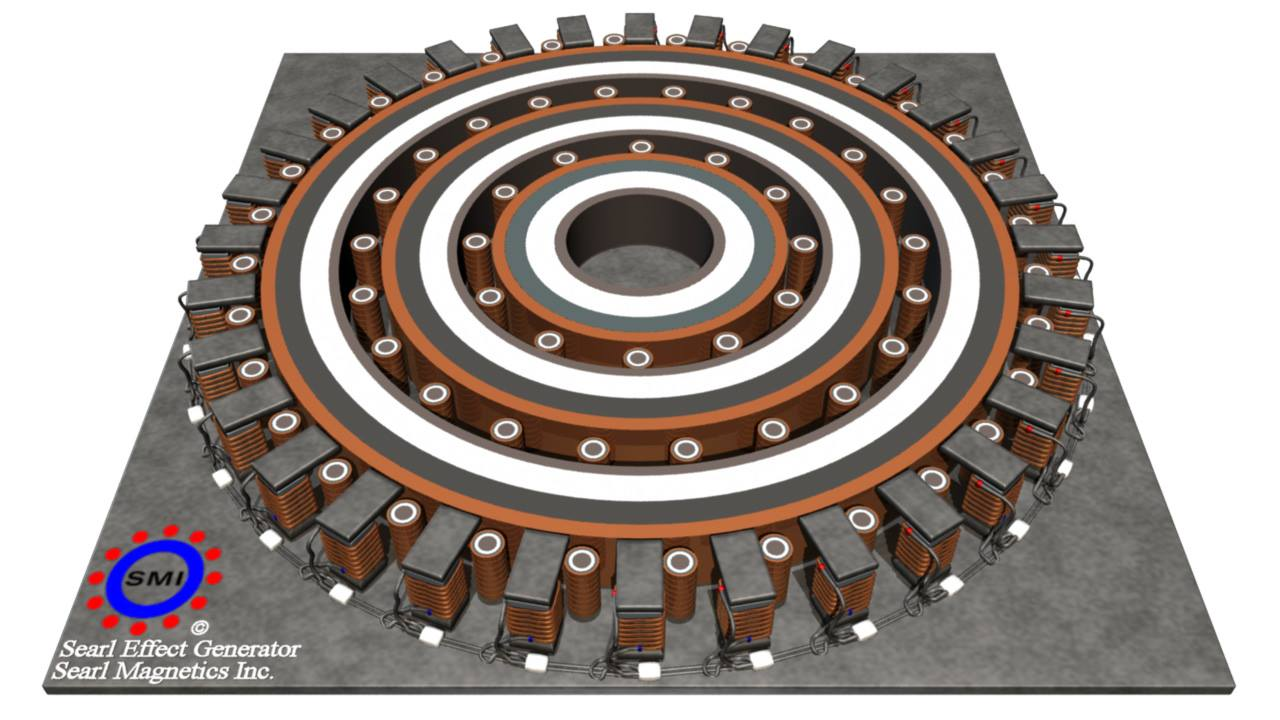 SMI
©
Searl Effect Generator
Searl Magnetics Inc.